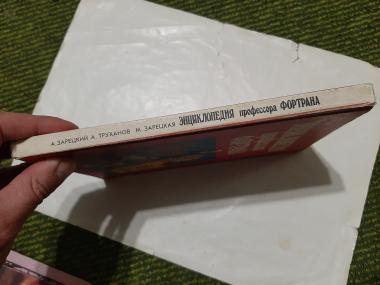 А. ЗАРЕЦКИЙ А. ТРУХАНОВ М. ЗАРЕЦКАЯ ЭНЦИКЛОПЕДИЯ профессора ФОРТРАНА